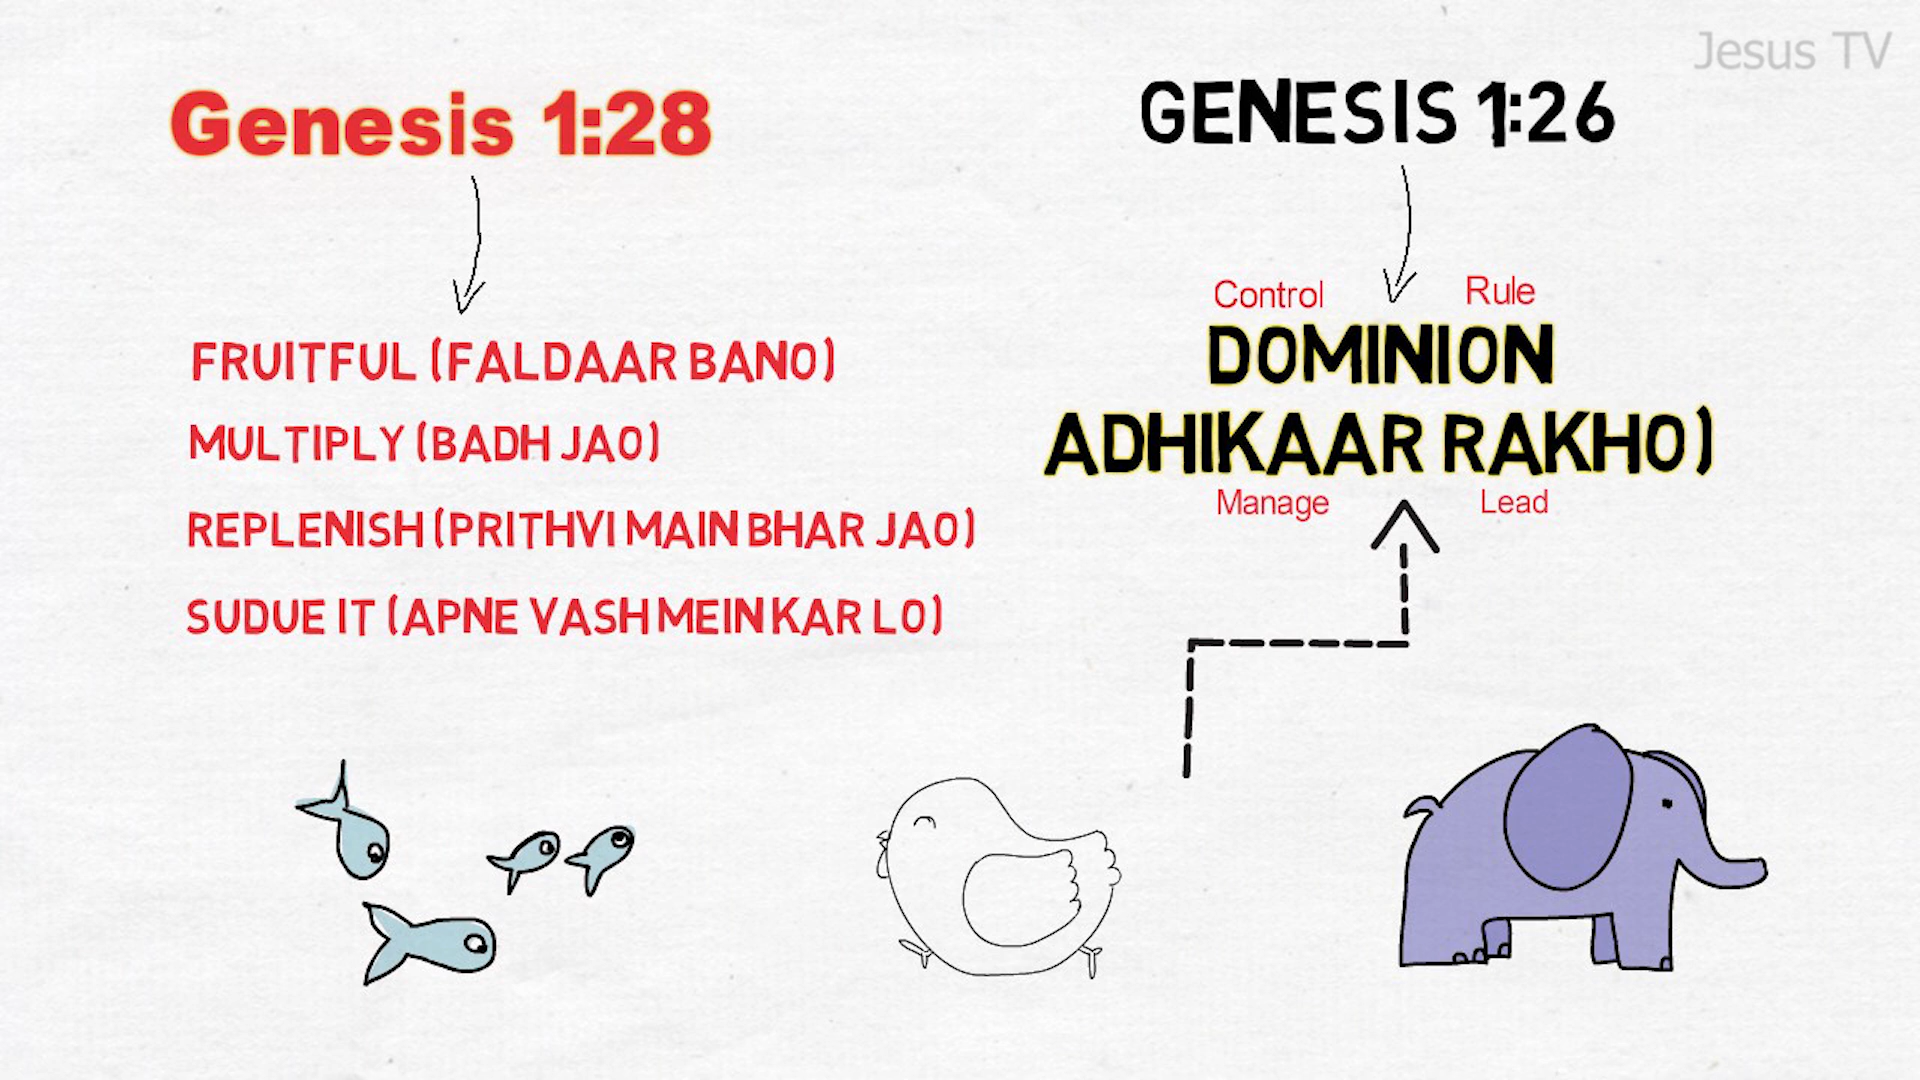 Jesus TV
Genesis 1:28
FRUITFUL (FALDAAR BANO)
MULTIPLY (BADH JAO)
REPLENISH (PRITHVI MAIN BHAR JAO)
SUDUE IT (APNE VASH MEIN KAR LO)
GENESIS 1:26
Control Rule
DOMINION
ADHIKAAR RAKHO)
Manage Lead